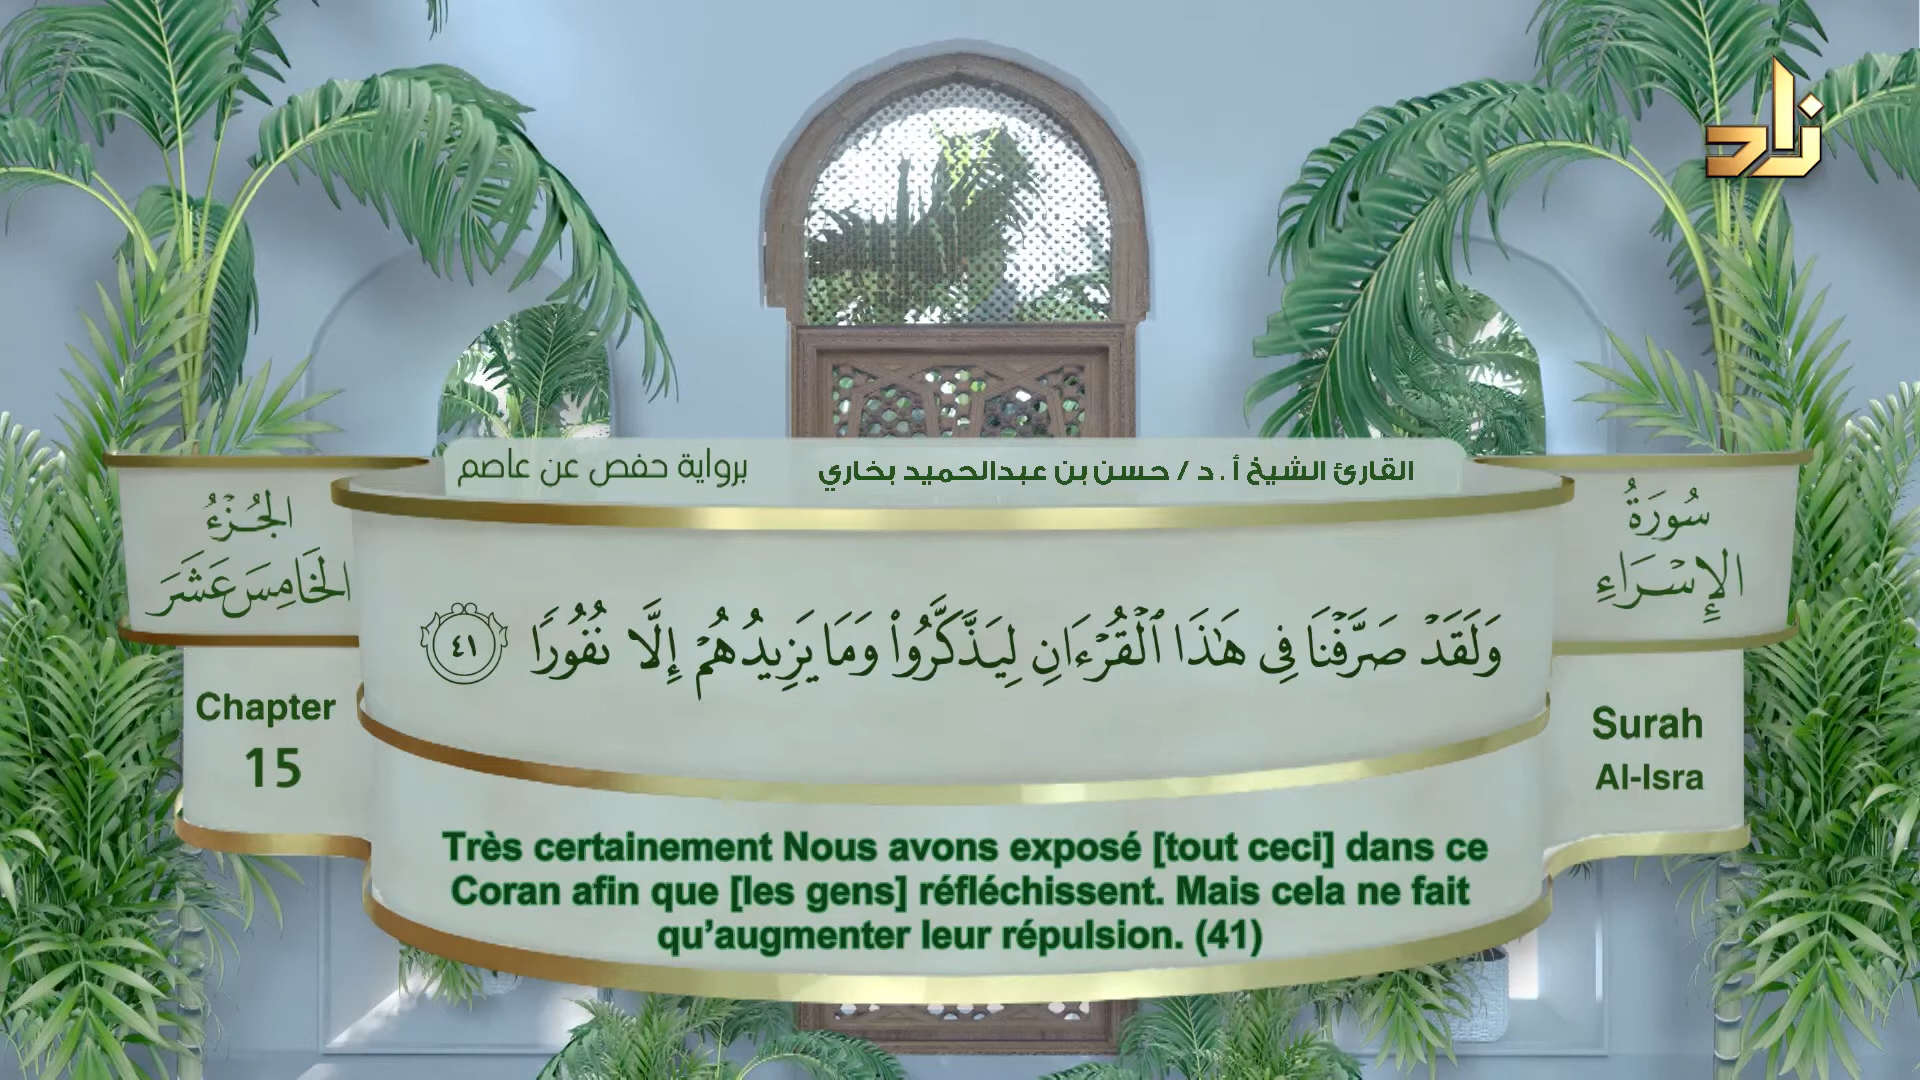 زاد
القارئ الشيخ أ . د / حسن بن عبدالحميد بخاري
برواية حفص عن عاصم
سُورَةُ
الإِسْرَاءِ
الجُزْءُ
الخَامِسَ عَشَرَ
وَلَقَدْ صَرَّفْنَا فِى هَٰذَا ٱلْقُرْءَانِ لِيَذَّكَّرُوا۟ وَمَا يَزِيدُهُمْ إِلَّا نُفُورًا ٤١
Chapter
15
Surah
Al-Isra
Très certainement Nous avons exposé [tout ceci] dans ce
Coran afin que [les gens] réfléchissent. Mais cela ne fait
qu’augmenter leur répulsion. (41)